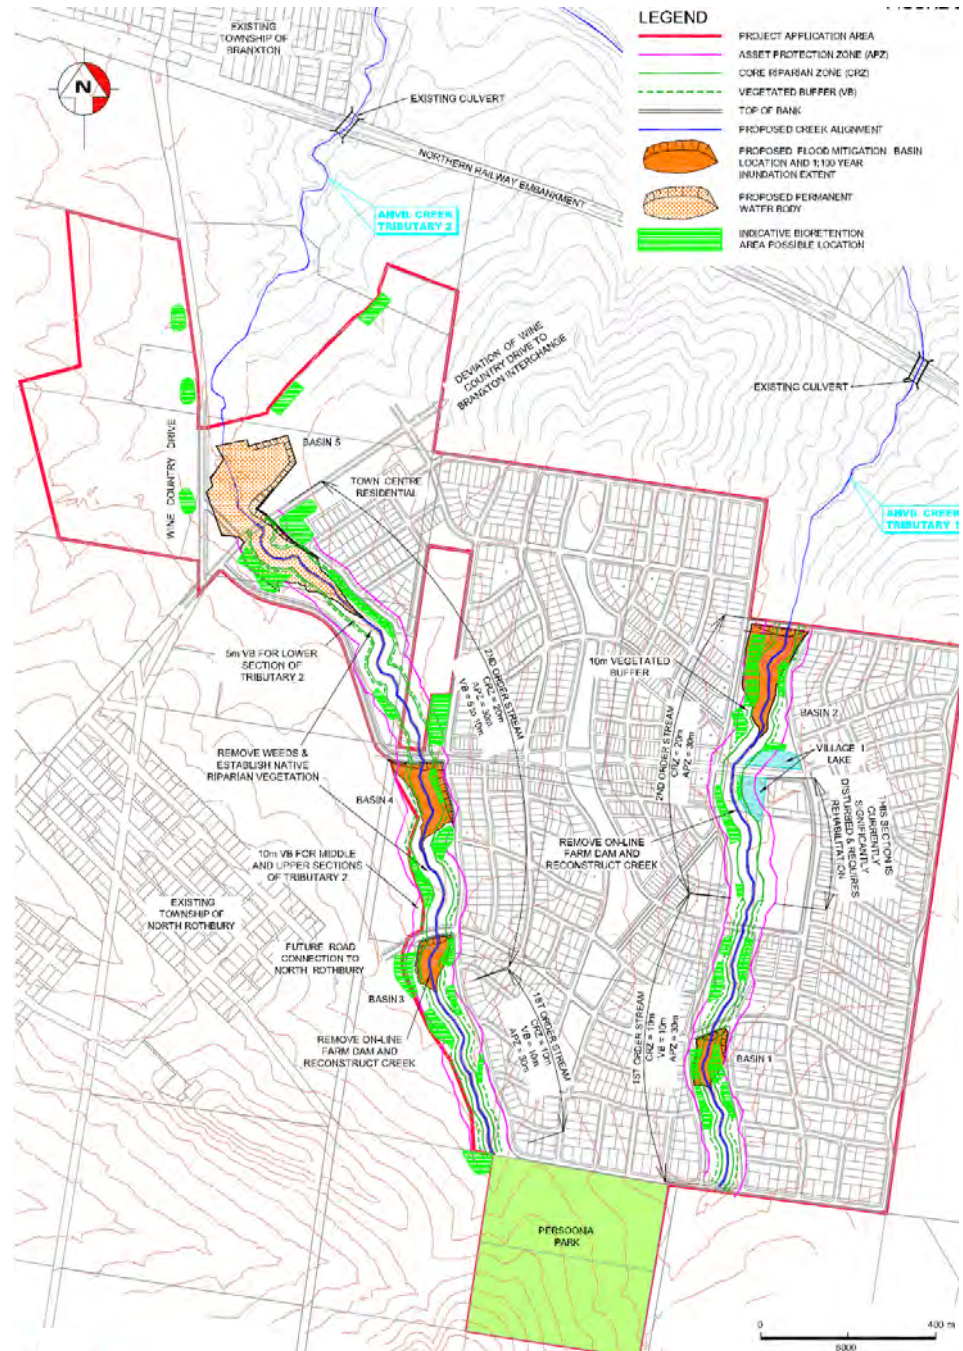 LEGEND
PROJECT APPLICATION AREA
ASSET PROTECTION ZONE (APZ)
CORE RIPARIAN ZONE (CRZ)
VEGETATED BUFFER (VB)
TOP OF BANK
PROPOSED CREEK ALIGNMENT
PROPOSED FLOOD MITIGATION BASIN
LOCATION AND 1:100 YEAR
INUNDATION EXTENT
PROPOSED PERMANENT
WATER BODY
INDICATIVE BIORETENTION
AREA POSSIBLE LOCATION
EXISTING
TOWNSHIP OF
BRANXTON
N
EXISTING CULVERT
NORTHERN RAILWAY EMBANKMENT
ANVIL CREEK
TRIBUTARY 2
DEVIATION OF WINE
COUNTRY DRIVE TO
BRANXTON INTERCHANGE
EXISTING CULVERT
WINE COUNTRY DRIVE
BASIN 5
TOWN CENTRE
RESIDENTIAL
ANVIL CREEK
TRIBUTARY 1
5m VB FOR LOWER
SECTION OF
TRIBUTARY 2
2ND ORDER STREAM
CRZ = 20m
APZ = 30m
VB = 5 to 10m
10m VEGETATED
BUFFER
2ND ORDER STREAM
CRZ = 20m
APZ = 30m
BASIN 2
VILLAGE 1
LAKE
REMOVE WEEDS &
ESTABLISH NATIVE
RIPARIAN VEGETATION
BASIN 4
THIS SECTION IS
CURRENTLY
SIGNIFICANTLY
DISTURBED & REQUIRES
REHABILITATION
REMOVE ON-LINE
FARM DAM AND
RECONSTRUCT CREEK
10m VB FOR MIDDLE
AND UPPER SECTIONS
OF TRIBUTARY 2
EXISTING
TOWNSHIP OF
NORTH ROTHBURY
FUTURE ROAD
CONNECTION TO
NORTH ROTHBURY
BASIN 3
1ST ORDER STREAM
CRZ = 10m
VB = 10m
APZ = 30m
1ST ORDER STREAM
CRZ = 10m
VB = 10m
APZ = 30m
REMOVE ON-LINE
FARM DAM AND
RECONSTRUCT CREEK
BASIN 1
PERSOONIA
PARK
0 400 m